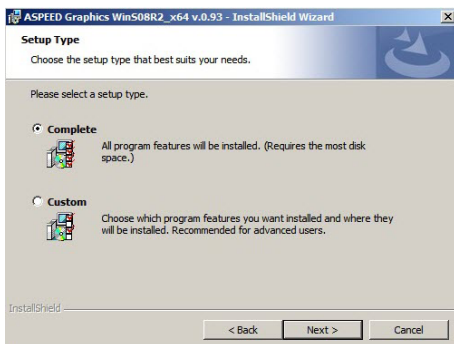 ASPEED Graphics WinS08R2_x64 v.0.93 - InstallShield Wizard
Setup Type
Choose the setup type that best suits your needs.
Please select a setup type.
Complete
All program features will be installed. (Requires the most disk
space.)
Custom
Choose which program features you want installed and where they
will be installed. Recommended for advanced users.
InstallShield
< Back
Next >
Cancel